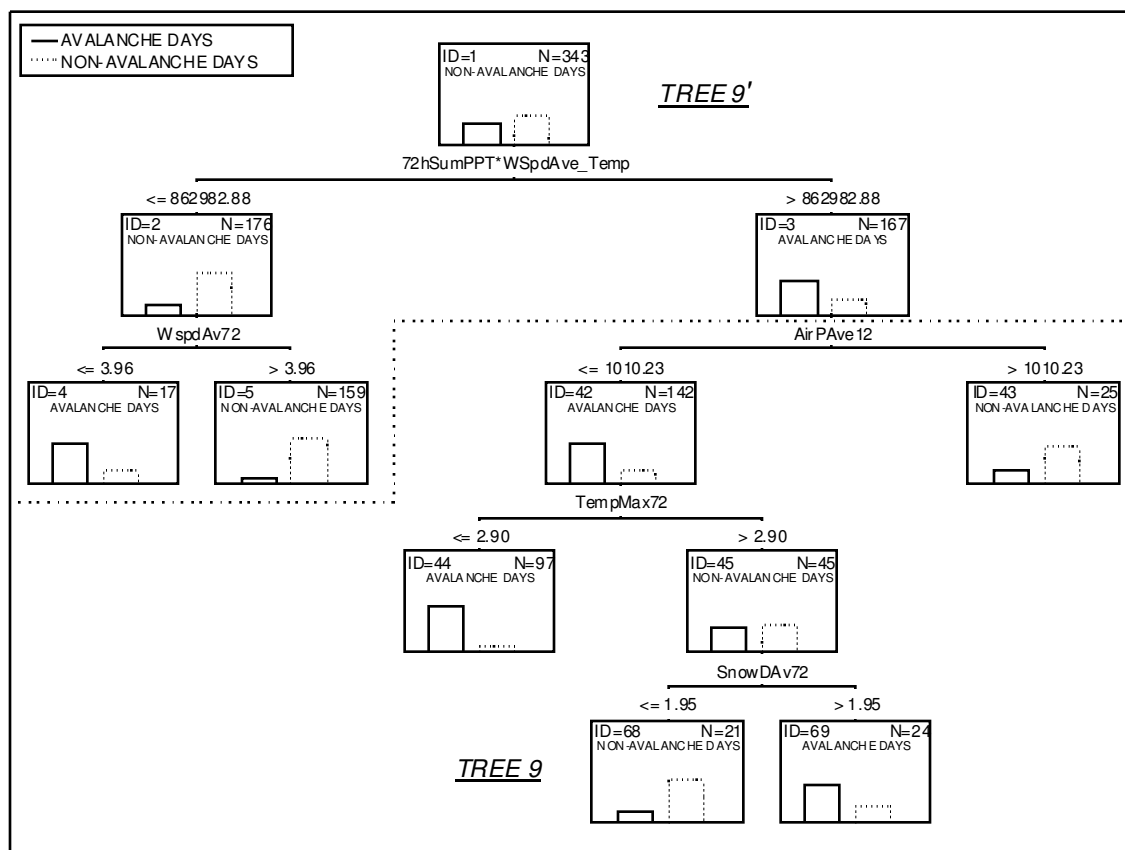 AVALANCHE DAYS
NON-AVALANCHE DAYS
TREE 9'
ID=1 N=343
NON-AVALANCHE DAYS
72hSumPPT*WSpdAve_Temp
<= 862982.88 > 862982.88
ID=2 N=176
NON-AVALANCHE DAYS
ID=3 N=167
AVALANCHE DAYS
WspdAv72 AirPAve12
<= 3.96 > 3.96 <= 1010.23 > 1010.23
ID=4 N=17
AVALANCHE DAYS
ID=5 N=159
NON-AVALANCHE DAYS
ID=42 N=142
AVALANCHE DAYS
ID=43 N=25
NON-AVALANCHE DAYS
TempMax72
<= 2.90 > 2.90
ID=44 N=97
AVALANCHE DAYS
ID=45 N=45
NON-AVALANCHE DAYS
SnowDAv72
<= 1.95 > 1.95
ID=68 N=21
NON-AVALANCHE DAYS
ID=69 N=24
AVALANCHE DAYS
TREE 9